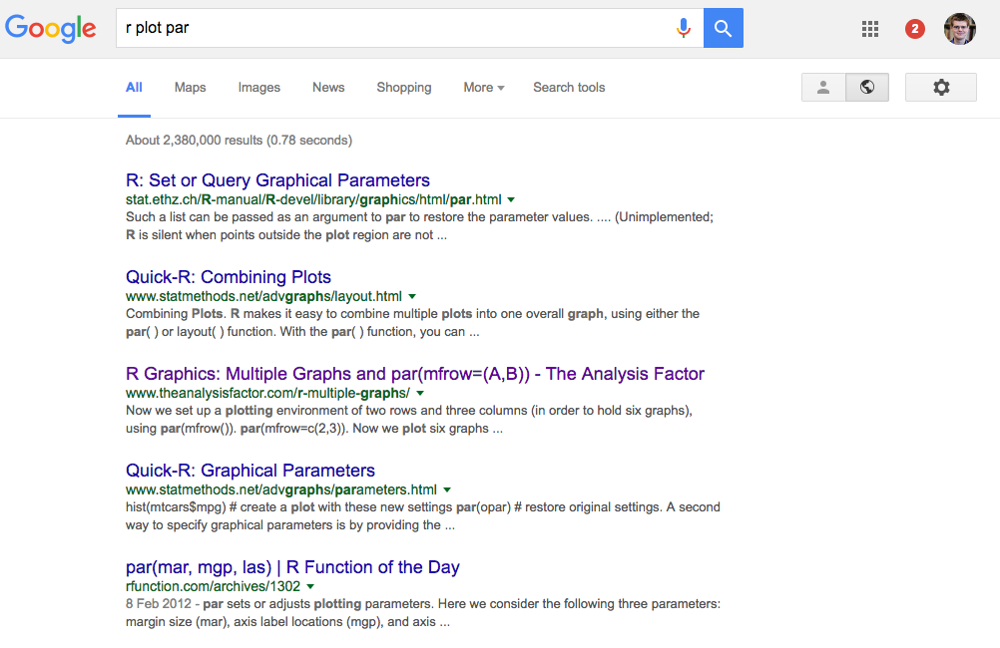 Google
r plot par
2
All Maps Images News Shopping More Search tools
About 2,380,000 results (0.78 seconds)
R: Set or Query Graphical Parameters
stat.ethz.ch/R-manual/R-devel/library/graphics/html/par.html
Such a list can be passed as an argument to par to restore the parameter values. .... (Unimplemented;
R is silent when points outside the plot region are not ...
Quick-R: Combining Plots
www.statmethods.net/advgraphs/layout.html
Combining Plots. R makes it easy to combine multiple plots into one overall graph, using either the
par( ) or layout( ) function. With the par( ) function, you can ...
R Graphics: Multiple Graphs and par(mfrow=(A,B)) - The Analysis Factor
www.theanalysisfactor.com/r-multiple-graphs/
Now we set up a plotting environment of two rows and three columns (in order to hold six graphs),
using par(mfrow()). par(mfrow=c(2,3)). Now we plot six graphs ...
Quick-R: Graphical Parameters
www.statmethods.net/advgraphs/parameters.html
hist(mtcars$mpg) # create a plot with these new settings par(opar) # restore original settings. A second
way to specify graphical parameters is by providing the ...
par(mar, mgp, las) | R Function of the Day
rfunction.com/archives/1302
8 Feb 2012 - par sets or adjusts plotting parameters. Here we consider the following three parameters:
margin size (mar), axis label locations (mgp), and axis ...